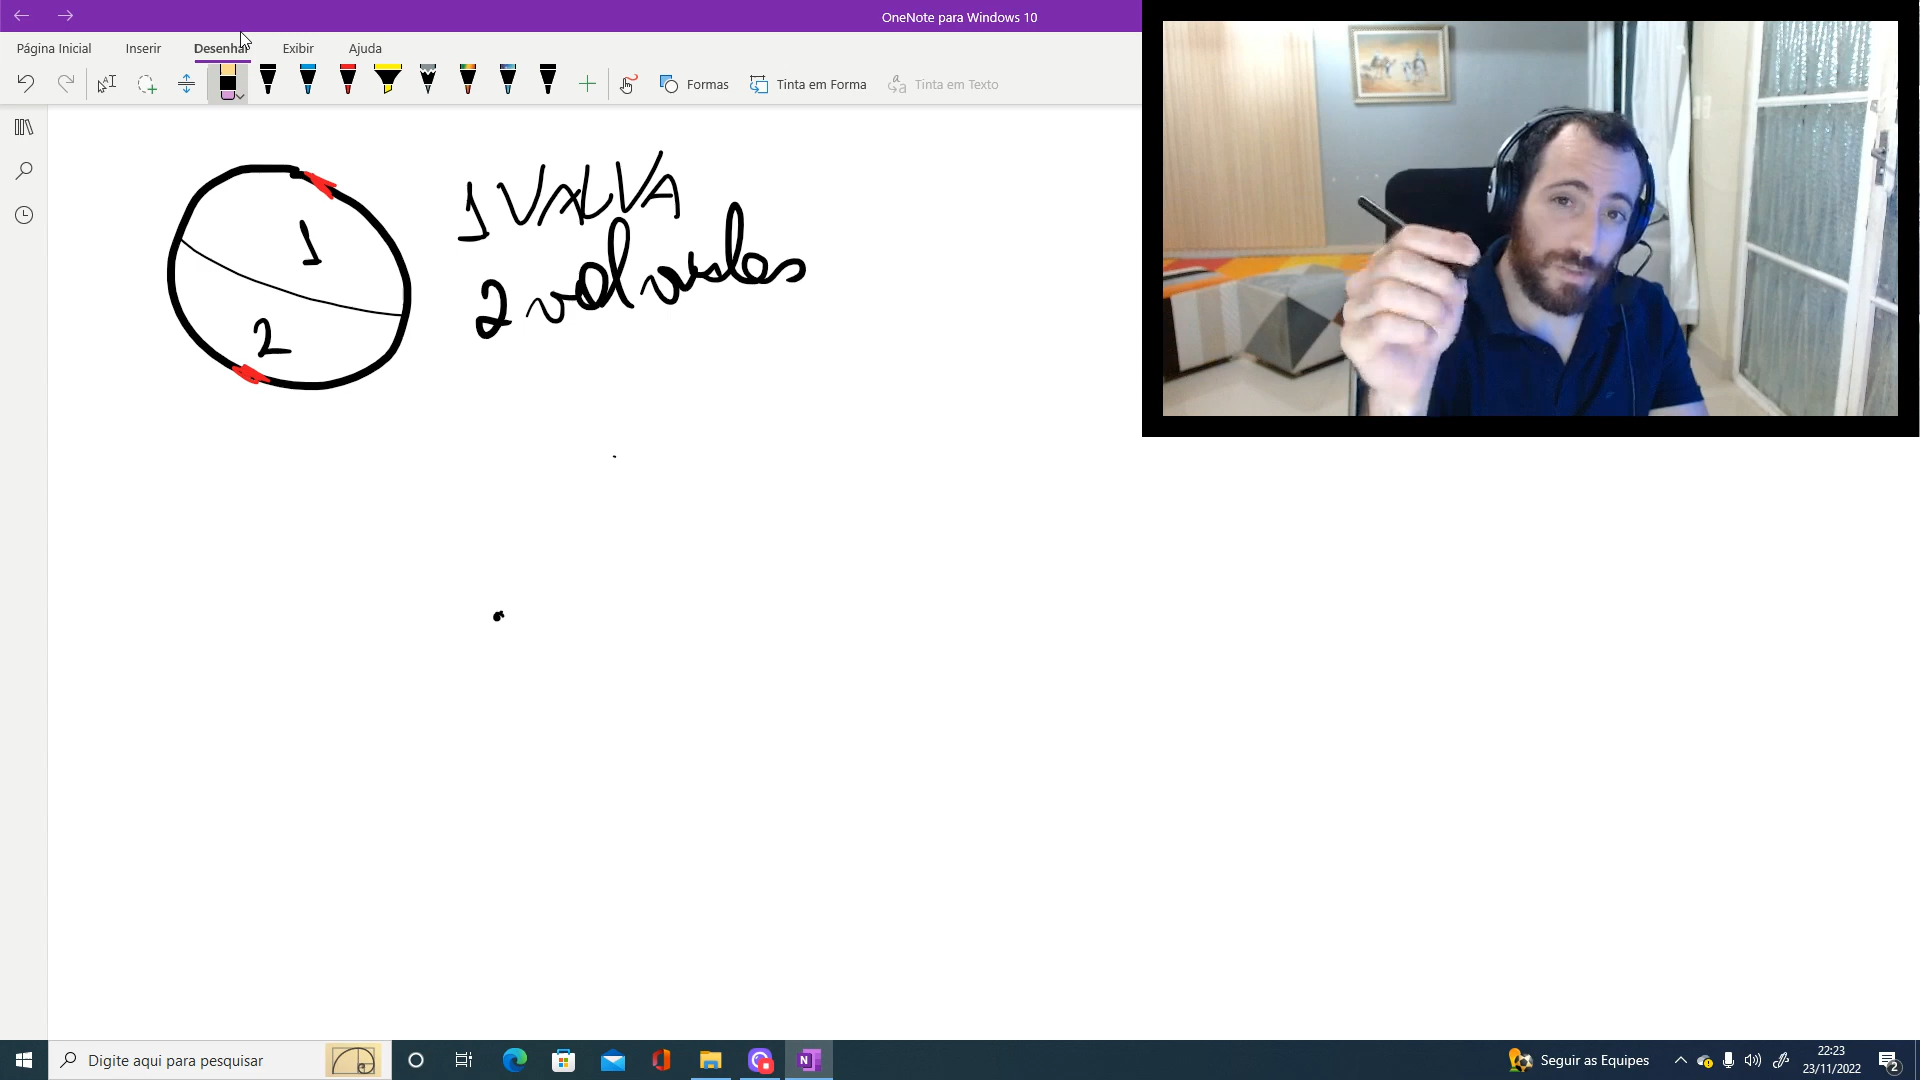 OneNote para Windows 10
Página Inicial Inserir Desenhar Exibir Ajuda
Formas Tinta em Forma Tinta em Texto
1 VALVA
2 valvulas
1
2
Digite aqui para pesquisar
Seguir as Equipes
22:23
23/11/2022
2